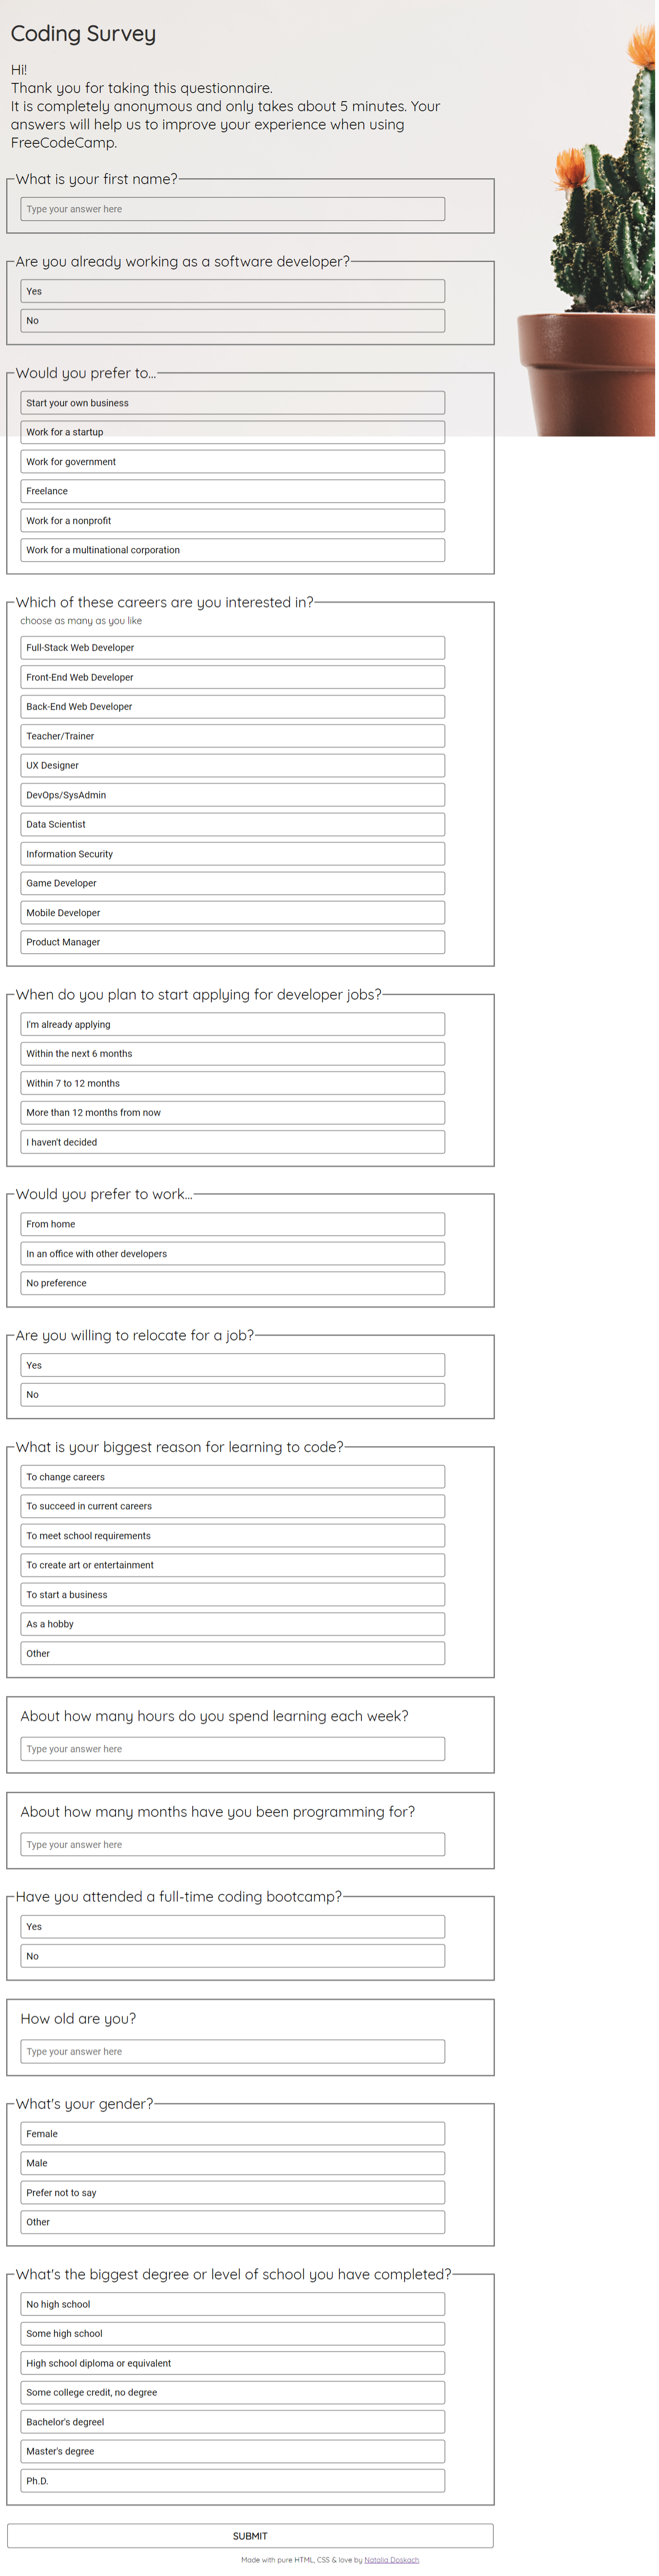 Coding Survey
Hi!
Thank you for taking this questionnaire.
It is completely anonymous and only takes about 5 minutes. Your
answers will help us to improve your experience when using
FreeCodeCamp.
What is your first name?
Type your answer here
Are you already working as a software developer?
Yes
No
Would you prefer to...
Start your own business
Work for a startup
Work for government
Freelance
Work for a nonprofit
Work for a multinational corporation
Which of these careers are you interested in?
choose as many as you like
Full-Stack Web Developer
Front-End Web Developer
Back-End Web Developer
Teacher/Trainer
UX Designer
DevOps/SysAdmin
Data Scientist
Information Security
Game Developer
Mobile Developer
Product Manager
When do you plan to start applying for developer jobs?
I'm already applying
Within the next 6 months
Within 7 to 12 months
More than 12 months from now
I haven't decided
Would you prefer to work...
From home
In an office with other developers
No preference
Are you willing to relocate for a job?
Yes
No
What is your biggest reason for learning to code?
To change careers
To succeed in current careers
To meet school requirements
To create art or entertainment
To start a business
As a hobby
Other
About how many hours do you spend learning each week?
Type your answer here
About how many months have you been programming for?
Type your answer here
Have you attended a full-time coding bootcamp?
Yes
No
How old are you?
Type your answer here
What's your gender?
Female
Male
Prefer not to say
Other
What's the biggest degree or level of school you have completed?
No high school
Some high school
High school diploma or equivalent
Some college credit, no degree
Bachelor's degreel
Master's degree
Ph.D.
SUBMIT
Made with pure HTML, CSS & love by Natalia Doskach.